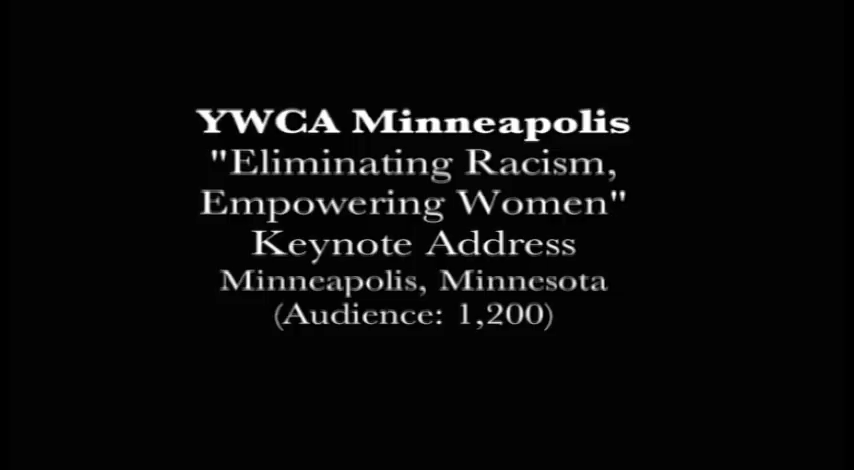 YWCA Minneapolis
"Eliminating Racism,
Empowering Women"
Keynote Address
Minneapolis, Minnesota
(Audience: 1,200)